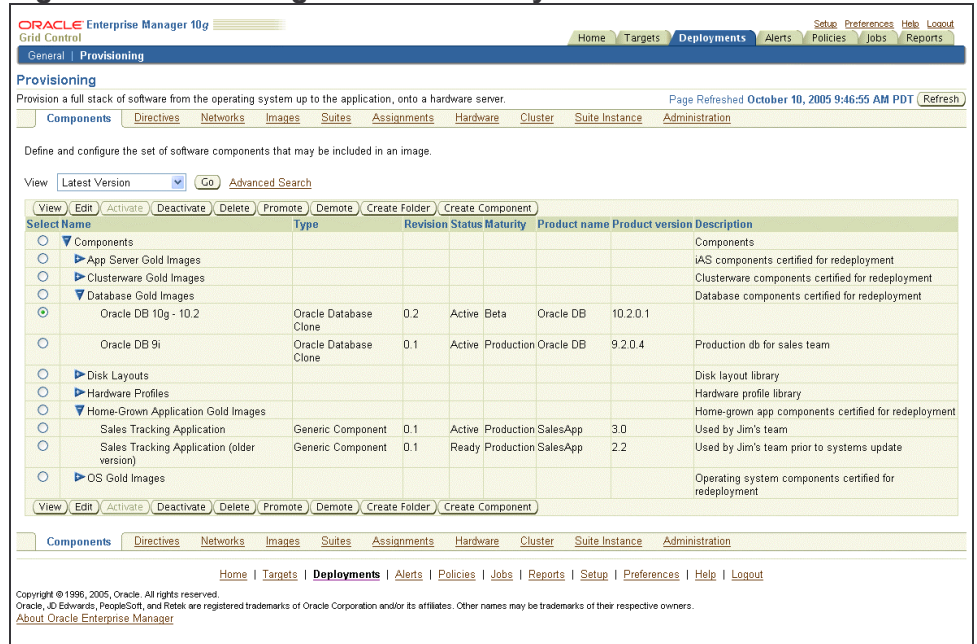 ORACLE Enterprise Manager 10g
Grid Control
Setup Preferences Help Logout
Home Targets Deployments Alerts Policies Jobs Reports
General | Provisioning
Provisioning
Provision a full stack of software from the operating system up to the application, onto a hardware server.
Page Refreshed October 10, 2005 9:46:55 AM PDT Refresh
Components Directives Networks Images Suites Assignments Hardware Cluster Suite Instance Administration
Define and configure the set of software components that may be included in an image.
View Latest Version Go Advanced Search
View Edit Activate Deactivate Delete Promote Demote Create Folder Create Component
Select Name Type Revision Status Maturity Product name Product version Description
Components Components
App Server Gold Images iAS components certified for redeployment
Clusterware Gold Images Clusterware components certified for redeployment
Database Gold Images Database components certified for redeployment
Oracle DB 10g - 10.2 Oracle Database Clone 0.2 Active Beta Oracle DB 10.2.0.1
Oracle DB 9i Oracle Database Clone 0.1 Active Production Oracle DB 9.2.0.4 Production db for sales team
Disk Layouts Disk layout library
Hardware Profiles Hardware profile library
Home-Grown Application Gold Images Home-grown app components certified for redeployment
Sales Tracking Application Generic Component 0.1 Active Production SalesApp 3.0 Used by Jim's team
Sales Tracking Application (older version) Generic Component 0.1 Ready Production SalesApp 2.2 Used by Jim's team prior to systems update
OS Gold Images Operating system components certified for redeployment
View Edit Activate Deactivate Delete Promote Demote Create Folder Create Component
Components Directives Networks Images Suites Assignments Hardware Cluster Suite Instance Administration
Home | Targets | Deployments | Alerts | Policies | Jobs | Reports | Setup | Preferences | Help | Logout
Copyright © 1996, 2005, Oracle. All rights reserved.
Oracle, JD Edwards, PeopleSoft, and Retek are registered trademarks of Oracle Corporation and/or its affiliates. Other names may be trademarks of their respective owners.
About Oracle Enterprise Manager